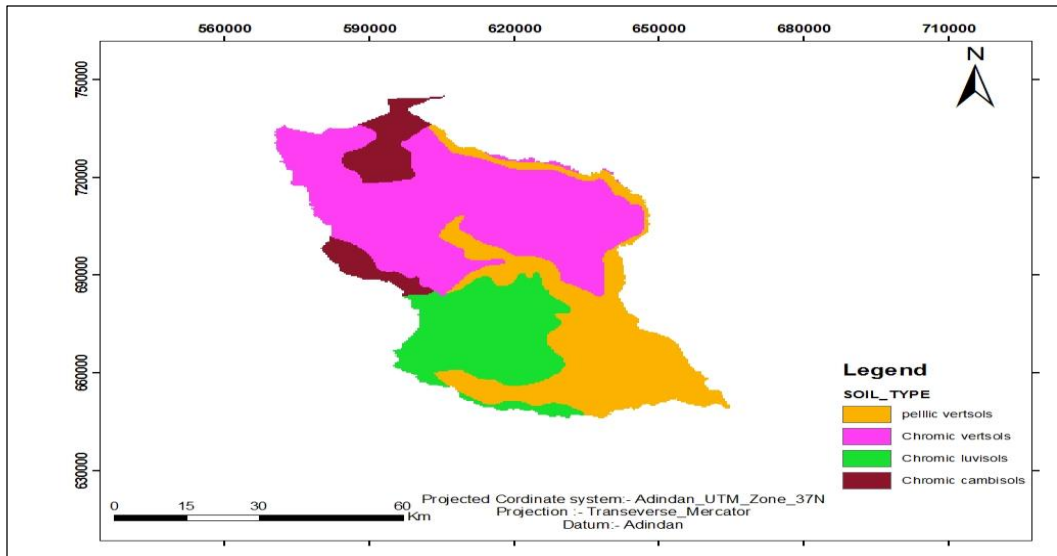 560000 590000 620000 650000 680000 710000
N
750000
720000
690000
660000
630000
Legend
SOIL_TYPE
pelllic vertsols
Chromic vertsols
Chromic luvisols
Chromic cambisols
0 15 30 60
Km
Projected Cordinate system:- Adindan_UTM_Zone_37N
Projection :- Transeverse_Mercator
Datum:- Adindan